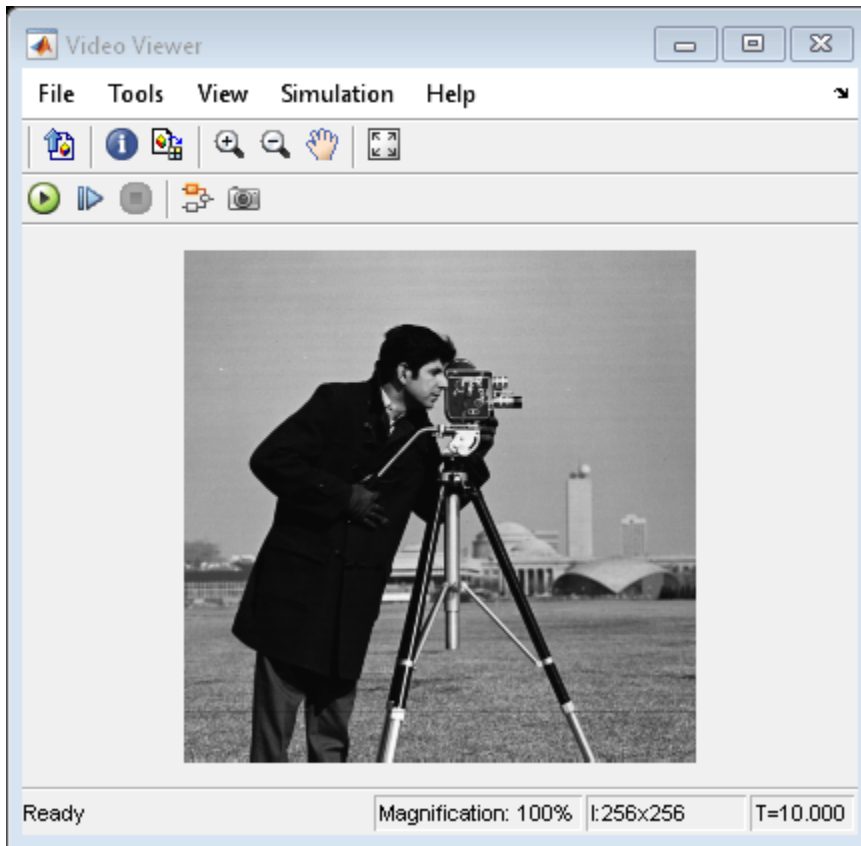 Video Viewer
File Tools View Simulation Help
Ready Magnification: 100% I:256x256 T=10.000